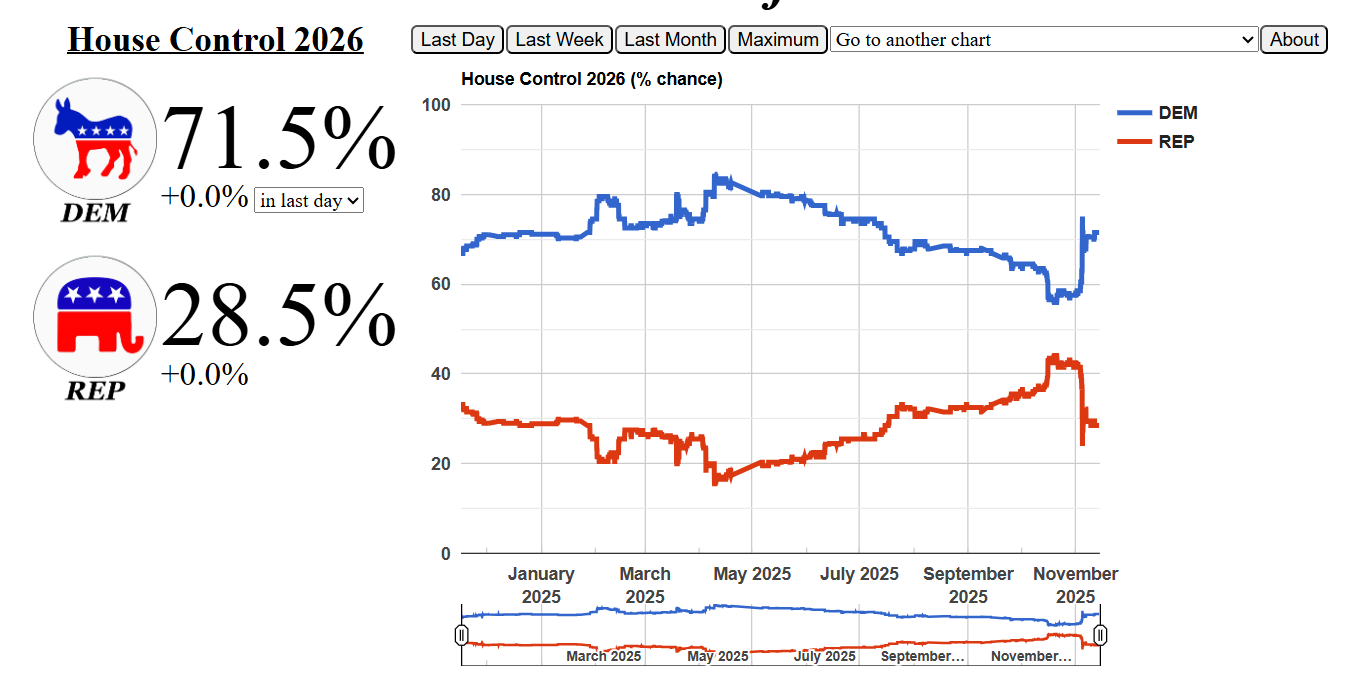 House Control 2026
Last Day Last Week Last Month Maximum Go to another chart About
71.5%
+0.0% in last day
DEM
28.5%
+0.0%
REP
House Control 2026 (% chance)
100
80
60
40
20
0
DEM
REP
January 2025
March 2025
May 2025
July 2025
September 2025
November 2025
March 2025 May 2025 July 2025 September... November...